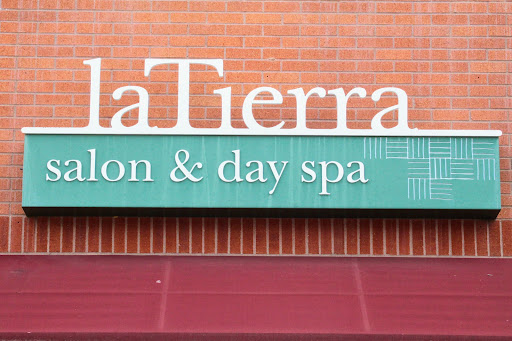 laTierra
salon & day spa